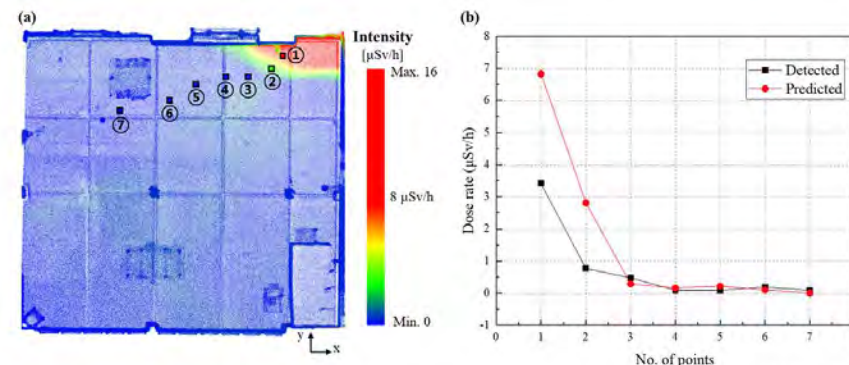 (a)
Intensity
[μSv/h]
Max. 16
8 μSv/h
Min. 0
①
②
③
④
⑤
⑥
⑦
y
x
(b)
Detected
Predicted
Dose rate (μSv/h)
8
7
6
5
4
3
2
1
0
-1
0 1 2 3 4 5 6 7
No. of points